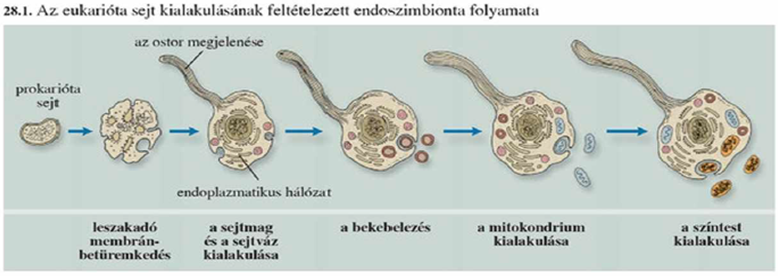 28.1. Az eukarióta sejt kialakulásának feltételezett endoszimbionta folyamata
az ostor megjelenése
prokarióta
sejt
endoplazmatikus hálózat
leszakadó
membrán-
betüremkedés
a sejtmag
és a sejtváz
kialakulása
a bekebelezés
a mitokondrium
kialakulása
a színtest
kialakulása